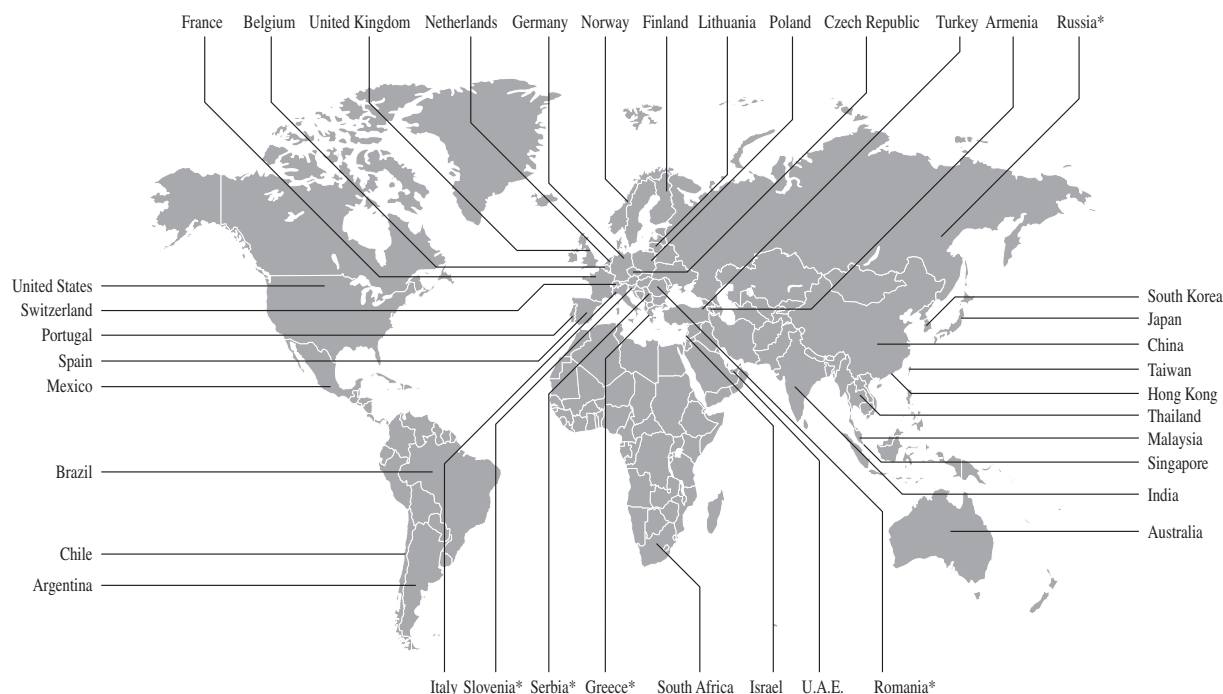 France Belgium United Kingdom Netherlands Germany Norway Finland Lithuania Poland Czech Republic Turkey Armenia Russia*
United States
Switzerland
Portugal
Spain
Mexico
Brazil
Chile
Argentina
South Korea
Japan
China
Taiwan
Hong Kong
Thailand
Malaysia
Singapore
India
Australia
Italy Slovenia* Serbia* Greece* South Africa Israel U.A.E. Romania*